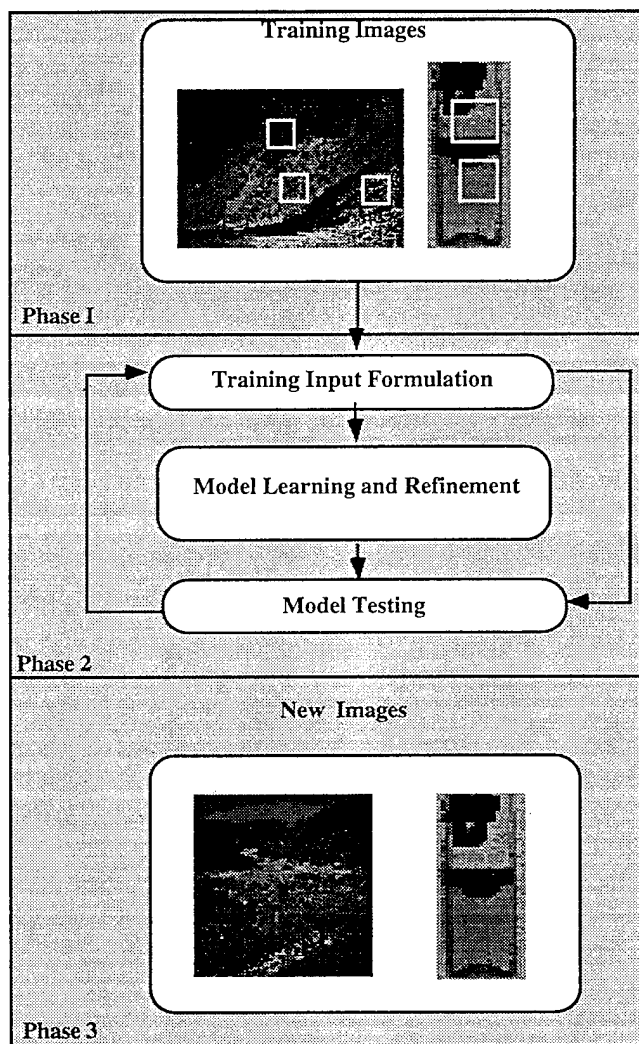 Training Images
Phase I
Training Input Formulation
Model Learning and Refinement
Model Testing
Phase 2
New Images
Phase 3